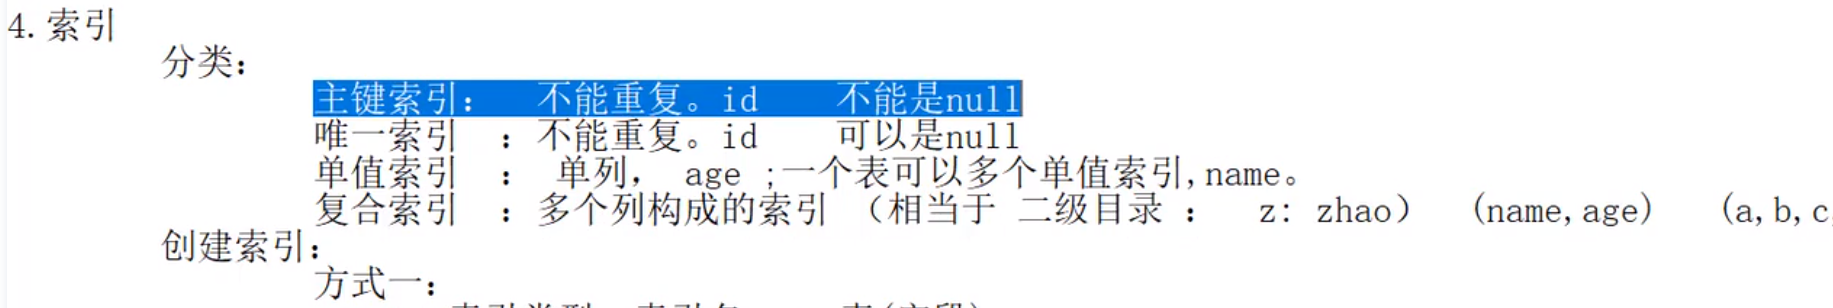 4.索引
分类：
主键索引： 不能重复。id 不能是null
唯一索引 ：不能重复。id 可以是null
单值索引 ： 单列， age ;一个表可以多个单值索引,name。
复合索引 ：多个列构成的索引 （相当于 二级目录 ： z: zhao） (name,age) (a,b,c,
创建索引：
方式一：